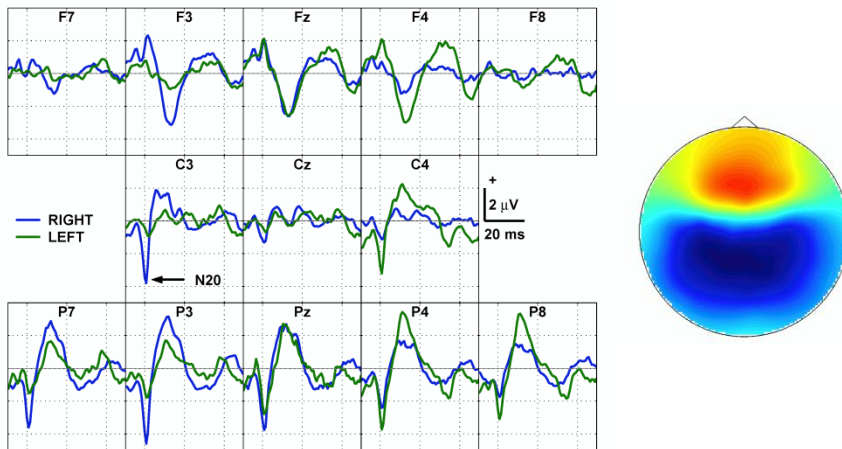 F7 F3 Fz F4 F8
C3 Cz C4
+
2 µV
20 ms
RIGHT
LEFT
N20
P7 P3 Pz P4 P8